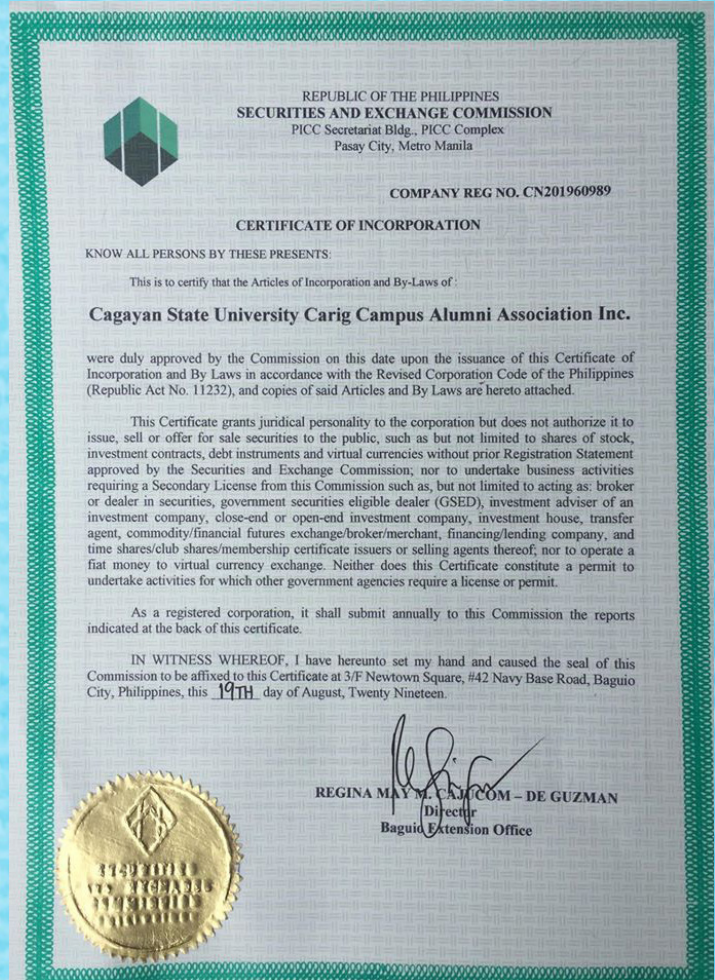 REPUBLIC OF THE PHILIPPINES
SECURITIES AND EXCHANGE COMMISSION
PICC Secretariat Bldg., PICC Complex
Pasay City, Metro Manila
COMPANY REG NO. CN201960989
CERTIFICATE OF INCORPORATION
KNOW ALL PERSONS BY THESE PRESENTS:
This is to certify that the Articles of Incorporation and By-Laws of :
Cagayan State University Carig Campus Alumni Association Inc.
were duly approved by the Commission on this date upon the issuance of this Certificate of
Incorporation and By Laws in accordance with the Revised Corporation Code of the Philippines
(Republic Act No. 11232), and copies of said Articles and By Laws are hereto attached.
This Certificate grants juridical personality to the corporation but does not authorize it to
issue, sell or offer for sale securities to the public, such as but not limited to shares of stock,
investment contracts, debt instruments and virtual currencies without prior Registration Statement
approved by the Securities and Exchange Commission; nor to undertake business activities
requiring a Secondary License from this Commission such as, but not limited to acting as: broker
or dealer in securities, government securities eligible dealer (GSED), investment adviser of an
investment company, close-end or open-end investment company, investment house, transfer
agent, commodity/financial futures exchange/broker/merchant, financing/lending company, and
time shares/club shares/membership certificate issuers or selling agents thereof; nor to operate a
fiat money to virtual currency exchange. Neither does this Certificate constitute a permit to
undertake activities for which other government agencies require a license or permit.
As a registered corporation, it shall submit annually to this Commission the reports
indicated at the back of this certificate.
IN WITNESS WHEREOF, I have hereunto set my hand and caused the seal of this
Commission to be affixed to this Certificate at 3/F Newtown Square, #42 Navy Base Road, Baguio
City, Philippines, this 19TH day of August, Twenty Nineteen.
REGINA MAY M. CAJUCOM – DE GUZMAN
Director
Baguio Extension Office
SECURITIES
AND EXCHANGE
COMMISSION